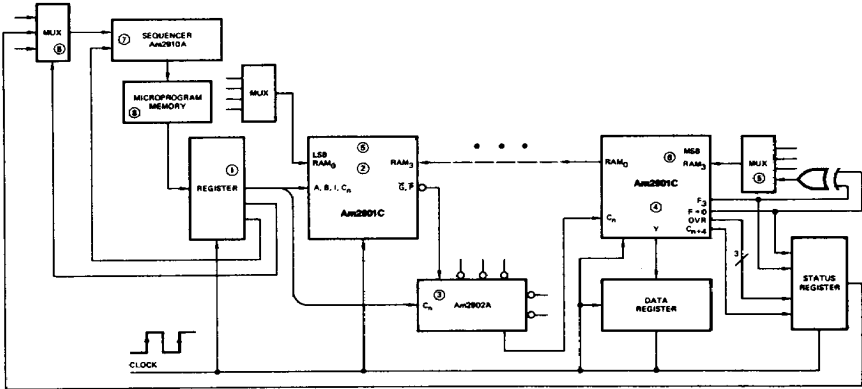 MUX
8
7
SEQUENCER
Am2910A
MICROPROGRAM
MEMORY
8
MUX
REGISTER
1
5
LSB
RAM0
2
RAM3
A, B, I, Cn
G, P
Am2901C
3
Cn
Am2902A
6
MSB
RAM0
RAM3
Am2901C
4
Cn
Y
F3
F = 0
OVR
Cn+4
MUX
5
3
DATA
REGISTER
STATUS
REGISTER
CLOCK